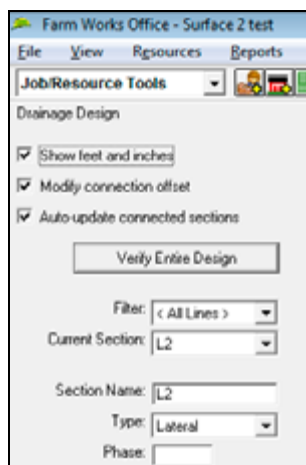 Farm Works Office - Surface 2 test
File View Resources Reports
Job/Resource Tools
Drainage Design
Show feet and inches
Modify connection offset
Auto-update connected sections
Verify Entire Design
Filter: < All Lines >
Current Section: L2
Section Name: L2
Type: Lateral
Phase: